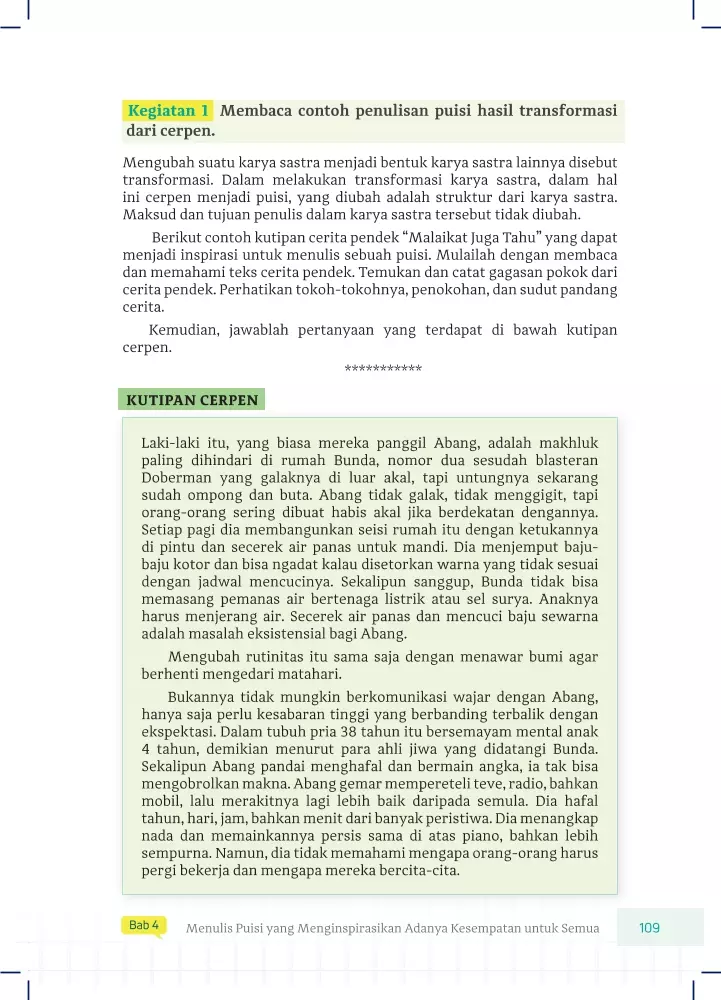 Kegiatan 1 Membaca contoh penulisan puisi hasil transformasi
dari cerpen.
Mengubah suatu karya sastra menjadi bentuk karya sastra lainnya disebut
transformasi. Dalam melakukan transformasi karya sastra, dalam hal
ini cerpen menjadi puisi, yang diubah adalah struktur dari karya sastra.
Maksud dan tujuan penulis dalam karya sastra tersebut tidak diubah.
Berikut contoh kutipan cerita pendek “Malaikat Juga Tahu” yang dapat
menjadi inspirasi untuk menulis sebuah puisi. Mulailah dengan membaca
dan memahami teks cerita pendek. Temukan dan catat gagasan pokok dari
cerita pendek. Perhatikan tokoh-tokohnya, penokohan, dan sudut pandang
cerita.
Kemudian, jawablah pertanyaan yang terdapat di bawah kutipan
cerpen.
***********
KUTIPAN CERPEN
Laki-laki itu, yang biasa mereka panggil Abang, adalah makhluk
paling dihindari di rumah Bunda, nomor dua sesudah blasteran
Doberman yang galaknya di luar akal, tapi untungnya sekarang
sudah ompong dan buta. Abang tidak galak, tidak menggigit, tapi
orang-orang sering dibuat habis akal jika berdekatan dengannya.
Setiap pagi dia membangunkan seisi rumah itu dengan ketukannya
di pintu dan secerek air panas untuk mandi. Dia menjemput baju-
baju kotor dan bisa ngadat kalau disetorkan warna yang tidak sesuai
dengan jadwal mencucinya. Sekalipun sanggup, Bunda tidak bisa
memasang pemanas air bertenaga listrik atau sel surya. Anaknya
harus menjerang air. Secerek air panas dan mencuci baju sewarna
adalah masalah eksistensial bagi Abang.
Mengubah rutinitas itu sama saja dengan menawar bumi agar
berhenti mengedari matahari.
Bukannya tidak mungkin berkomunikasi wajar dengan Abang,
hanya saja perlu kesabaran tinggi yang berbanding terbalik dengan
ekspektasi. Dalam tubuh pria 38 tahun itu bersemayam mental anak
4 tahun, demikian menurut para ahli jiwa yang didatangi Bunda.
Sekalipun Abang pandai menghafal dan bermain angka, ia tak bisa
mengobrolkan makna. Abang gemar mempereteli teve, radio, bahkan
mobil, lalu merakitnya lagi lebih baik daripada semula. Dia hafal
tahun, hari, jam, bahkan menit dari banyak peristiwa. Dia menangkap
nada dan memainkannya persis sama di atas piano, bahkan lebih
sempurna. Namun, dia tidak memahami mengapa orang-orang harus
pergi bekerja dan mengapa mereka bercita-cita.
Bab 4 Menulis Puisi yang Menginspirasikan Adanya Kesempatan untuk Semua 109